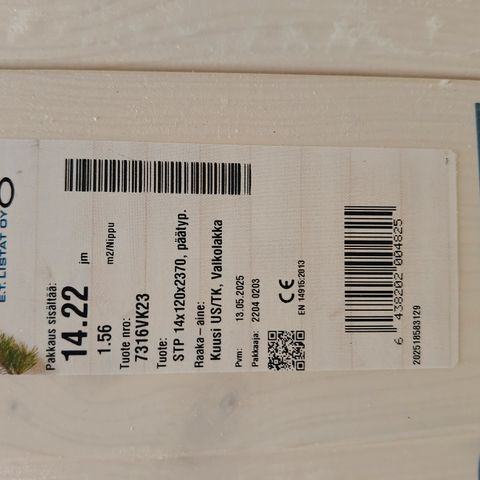 E.T. LISTAT OY
Pakkaus sisältää:
14.22 jm
1.56 m2/Nippu
Tuote nro:
7316VK23
Tuote:
STP 14x120x2370, päätyp.
Raaka – aine:
Kuusi US/TK, Valkolakka
Pvm: 13.05.2025
Pakkaaja: 2204 0203
CE
EN 14915:2013
6 438202 004825
202518583129